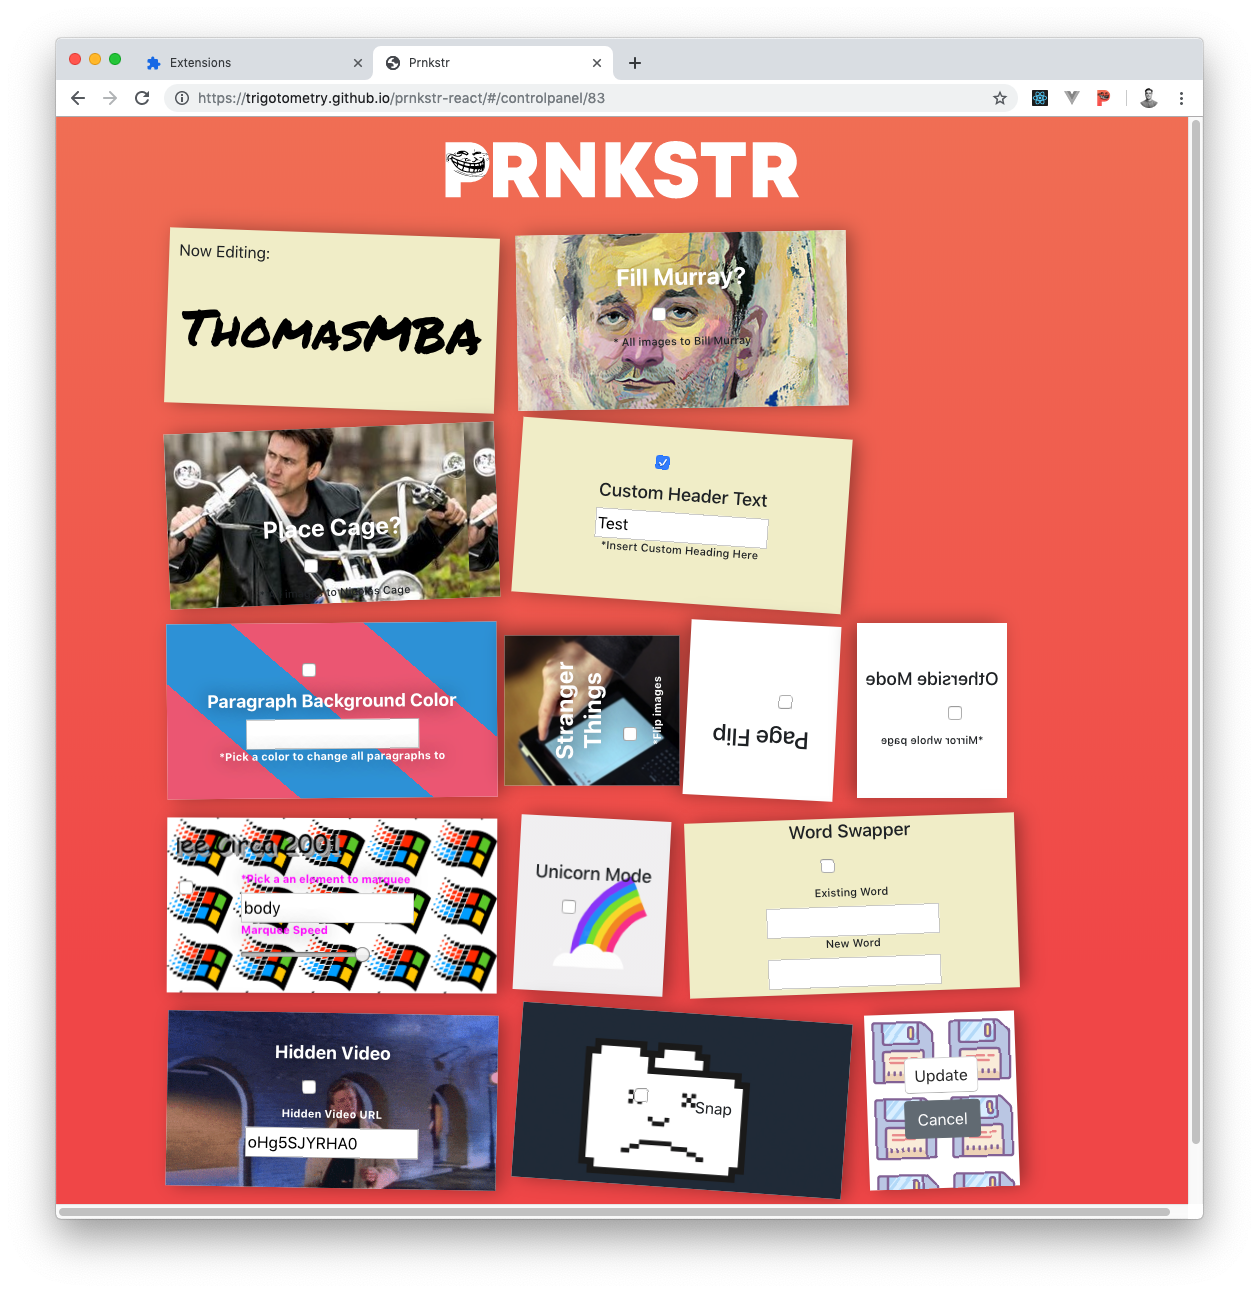 Extensions
Prnkstr
https://trigotometry.github.io/prnkstr-react/#/controlpanel/83
PRNKSTR
Now Editing:
ThomasMBA
Fill Murray?
* All images to Bill Murray
Place Cage?
to Nicolas Cage
Custom Header Text
Test
*Insert Custom Heading Here
Paragraph Background Color
*Pick a color to change all paragraphs to
Stranger
Things
*Flip images
Page Flip
Otherside Mode
*Mirror whole page
Circa 2001
*Pick a an element to marquee
body
Marquee Speed
Unicorn Mode
Word Swapper
Existing Word
New Word
Hidden Video
Hidden Video URL
oHg5SJYRHA0
Snap
Update
Cancel